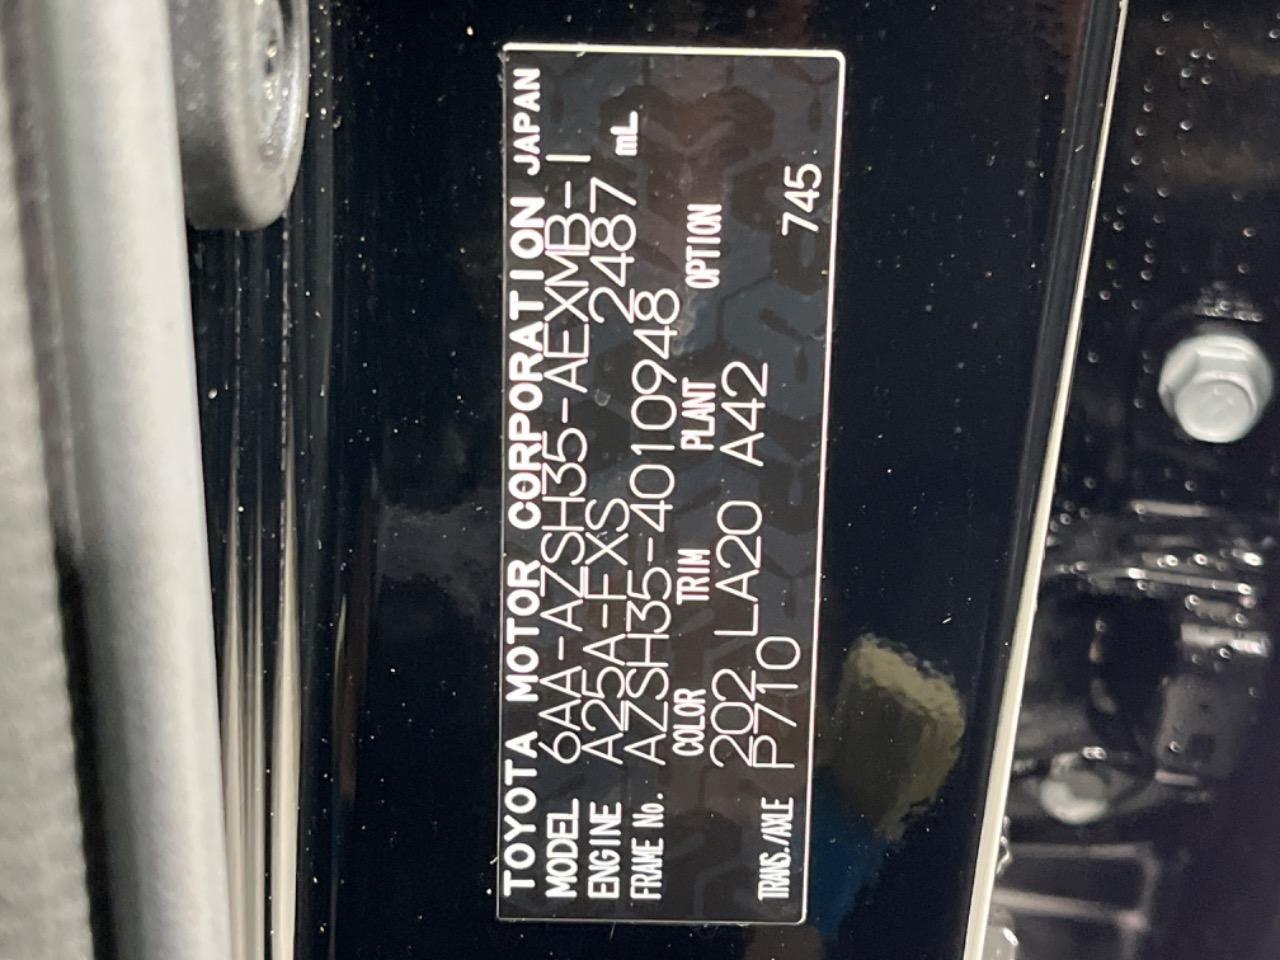 TOYOTA MOTOR CORPORATION JAPAN
MODEL 6AA-AZSH35-AEXMB-I
ENGINE A25A-FXS 2487 mL
FRAME No. AZSH35-4010948
COLOR TRIM PLANT OPTION
202 LA20 A42
TRANS./AXLE P710 745